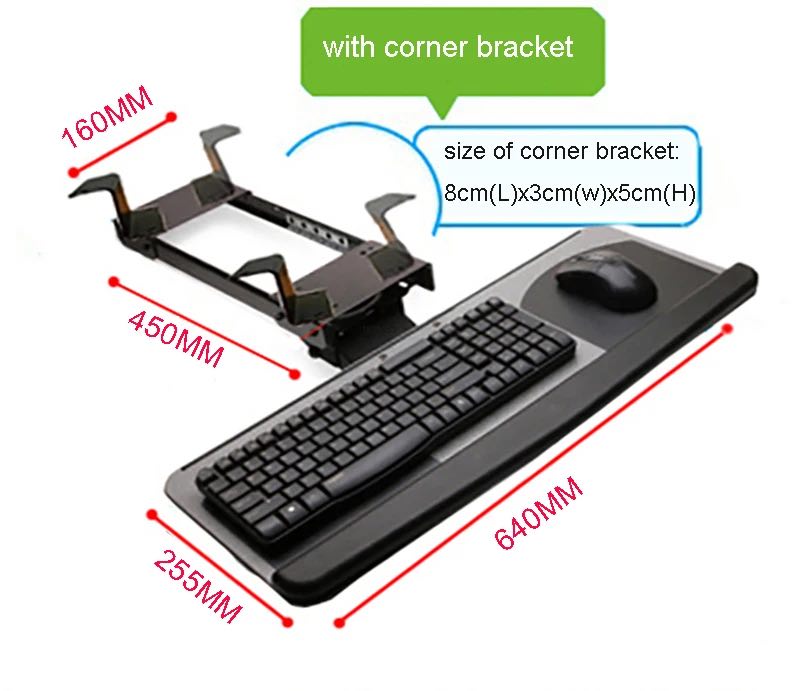 with corner bracket
size of corner bracket:
8cm(L)x3cm(w)x5cm(H)
160MM
450MM
640MM
255MM